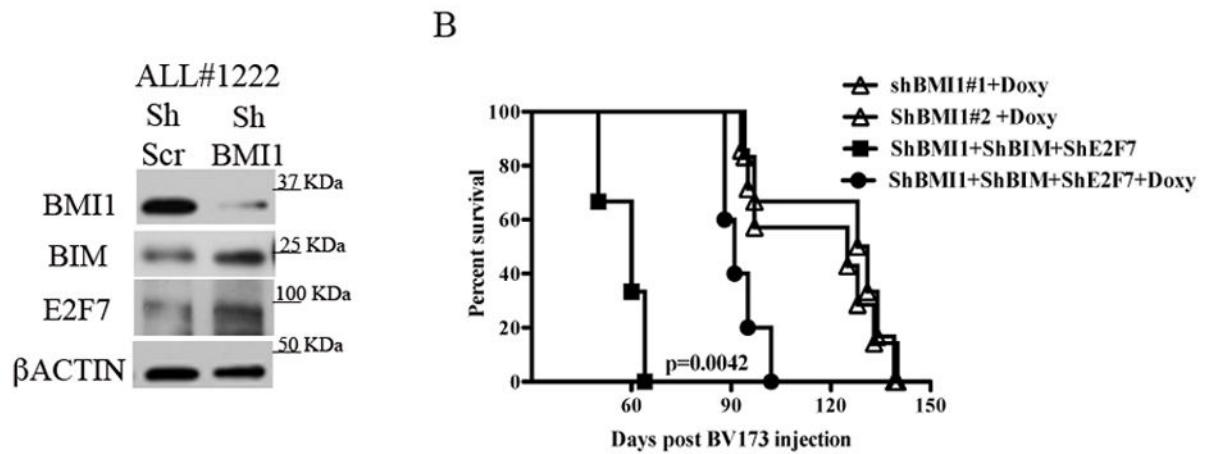 ALL#1222
Sh Sh
Scr BMI1
BMI1
37 KDa
BIM
25 KDa
E2F7
100 KDa
βACTIN
50 KDa
B
shBMI1#1+Doxy
ShBMI1#2 +Doxy
ShBMI1+ShBIM+ShE2F7
ShBMI1+ShBIM+ShE2F7+Doxy
Percent survival
100
80
60
40
20
0
p=0.0042
60 90 120 150
Days post BV173 injection